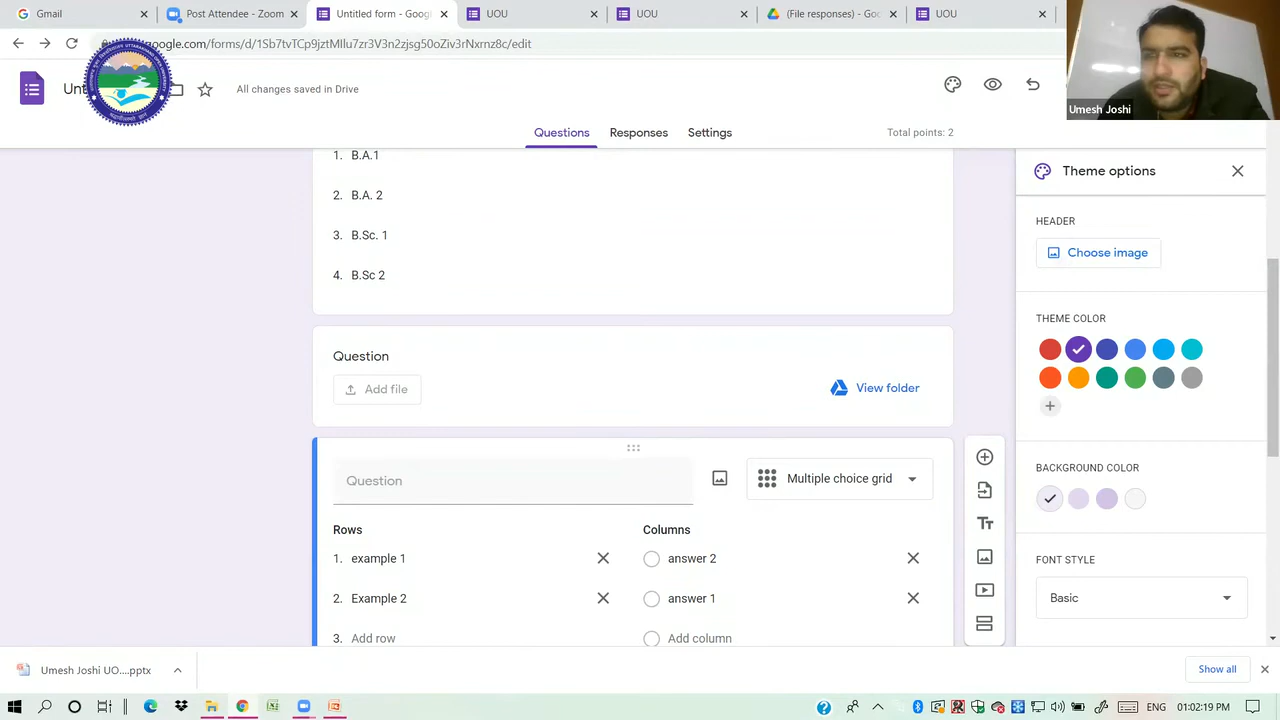 Gmail
Post Attendee - Zoom
Untitled form - Googl
UOU
UOU
(File responses) - G
UOU
google.com/forms/d/1Sb7tvTCp9jztMIlu7zr3V3n2zjsg50oZiv3rNxrnz8c/edit
Unt
All changes saved in Drive
Umesh Joshi
Questions
Responses
Settings
Total points: 2
1. B.A.1
2. B.A. 2
3. B.Sc. 1
4. B.Sc 2
Question
Add file
View folder
Question
Multiple choice grid
Rows
Columns
1. example 1
answer 2
2. Example 2
answer 1
3. Add row
Add column
Theme options
HEADER
Choose image
THEME COLOR
BACKGROUND COLOR
FONT STYLE
Basic
Umesh Joshi UO....pptx
Show all
ENG
01:02:19 PM